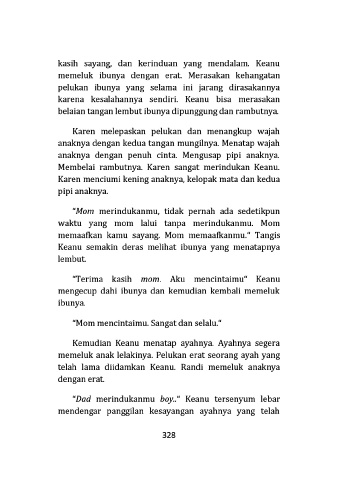 kasih sayang, dan kerinduan yang mendalam. Keanu
memeluk ibunya dengan erat. Merasakan kehangatan
pelukan ibunya yang selama ini jarang dirasakannya
karena kesalahannya sendiri. Keanu bisa merasakan
belaian tangan lembut ibunya dipunggung dan rambutnya.
Karen melepaskan pelukan dan menangkup wajah
anaknya dengan kedua tangan mungilnya. Menatap wajah
anaknya dengan penuh cinta. Mengusap pipi anaknya.
Membelai rambutnya. Karen sangat merindukan Keanu.
Karen menciumi kening anaknya, kelopak mata dan kedua
pipi anaknya.
"Mom merindukanmu, tidak pernah ada sedetikpun
waktu yang mom lalui tanpa merindukanmu. Mom
memaafkan kamu sayang. Mom memaafkanmu." Tangis
Keanu semakin deras melihat ibunya yang menatapnya
lembut.
"Terima kasih mom. Aku mencintaimu" Keanu
mengecup dahi ibunya dan kemudian kembali memeluk
ibunya.
"Mom mencintaimu. Sangat dan selalu."
Kemudian Keanu menatap ayahnya. Ayahnya segera
memeluk anak lelakinya. Pelukan erat seorang ayah yang
telah lama diidamkan Keanu. Randi memeluk anaknya
dengan erat.
"Dad merindukanmu boy.." Keanu tersenyum lebar
mendengar panggilan kesayangan ayahnya yang telah
328